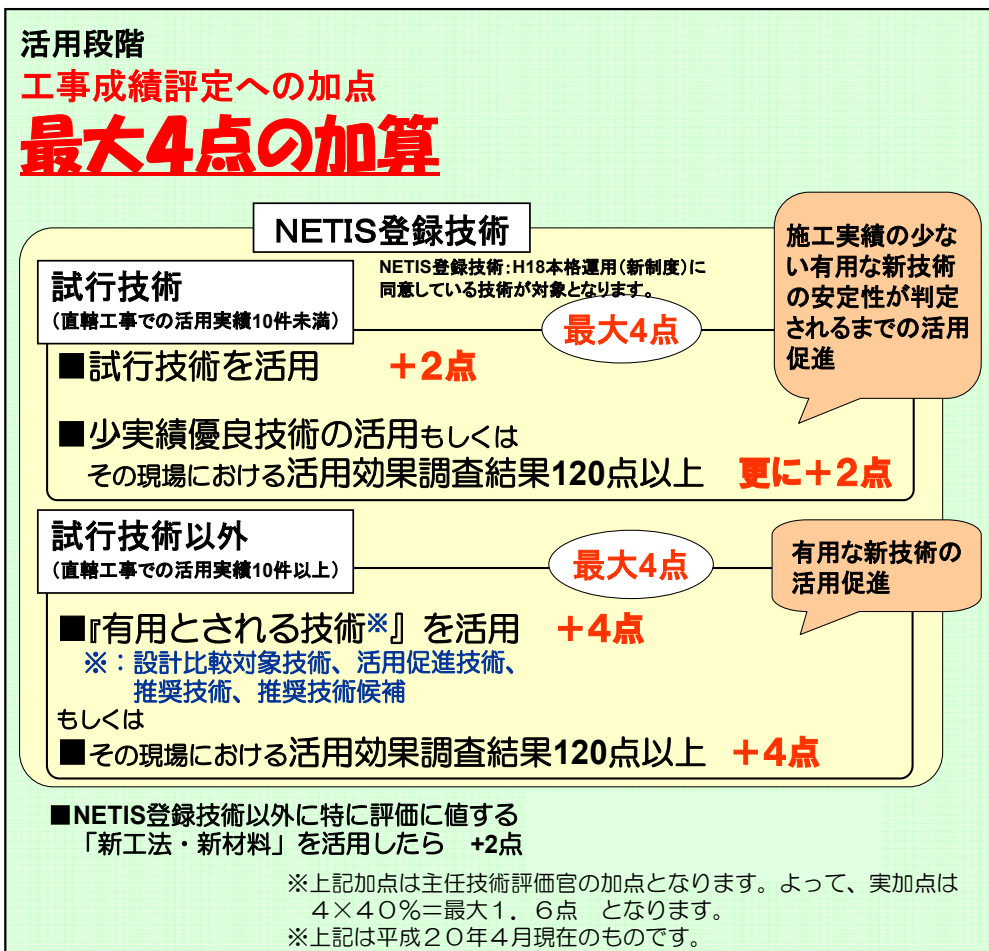 活用段階
工事成績評定への加点
最大4点の加算
NETIS登録技術
NETIS登録技術：H18本格運用（新制度）に
同意している技術が対象となります。
施工実績の少な
い有用な新技術
の安定性が判定
されるまでの活用
促進
試行技術
（直轄工事での活用実績10件未満）
最大4点
■試行技術を活用　＋2点
■少実績優良技術の活用もしくは
その現場における活用効果調査結果120点以上　更に＋2点
試行技術以外
（直轄工事での活用実績10件以上）
最大4点
有用な新技術の
活用促進
■『有用とされる技術※』を活用　＋4点
※：設計比較対象技術、活用促進技術、
推奨技術、推奨技術候補
もしくは
■その現場における活用効果調査結果120点以上　＋4点
■NETIS登録技術以外に特に評価に値する
「新工法・新材料」を活用したら　+2点
※上記加点は主任技術評価官の加点となります。よって、実加点は
４×４０％＝最大１．６点　となります。
※上記は平成２０年４月現在のものです。